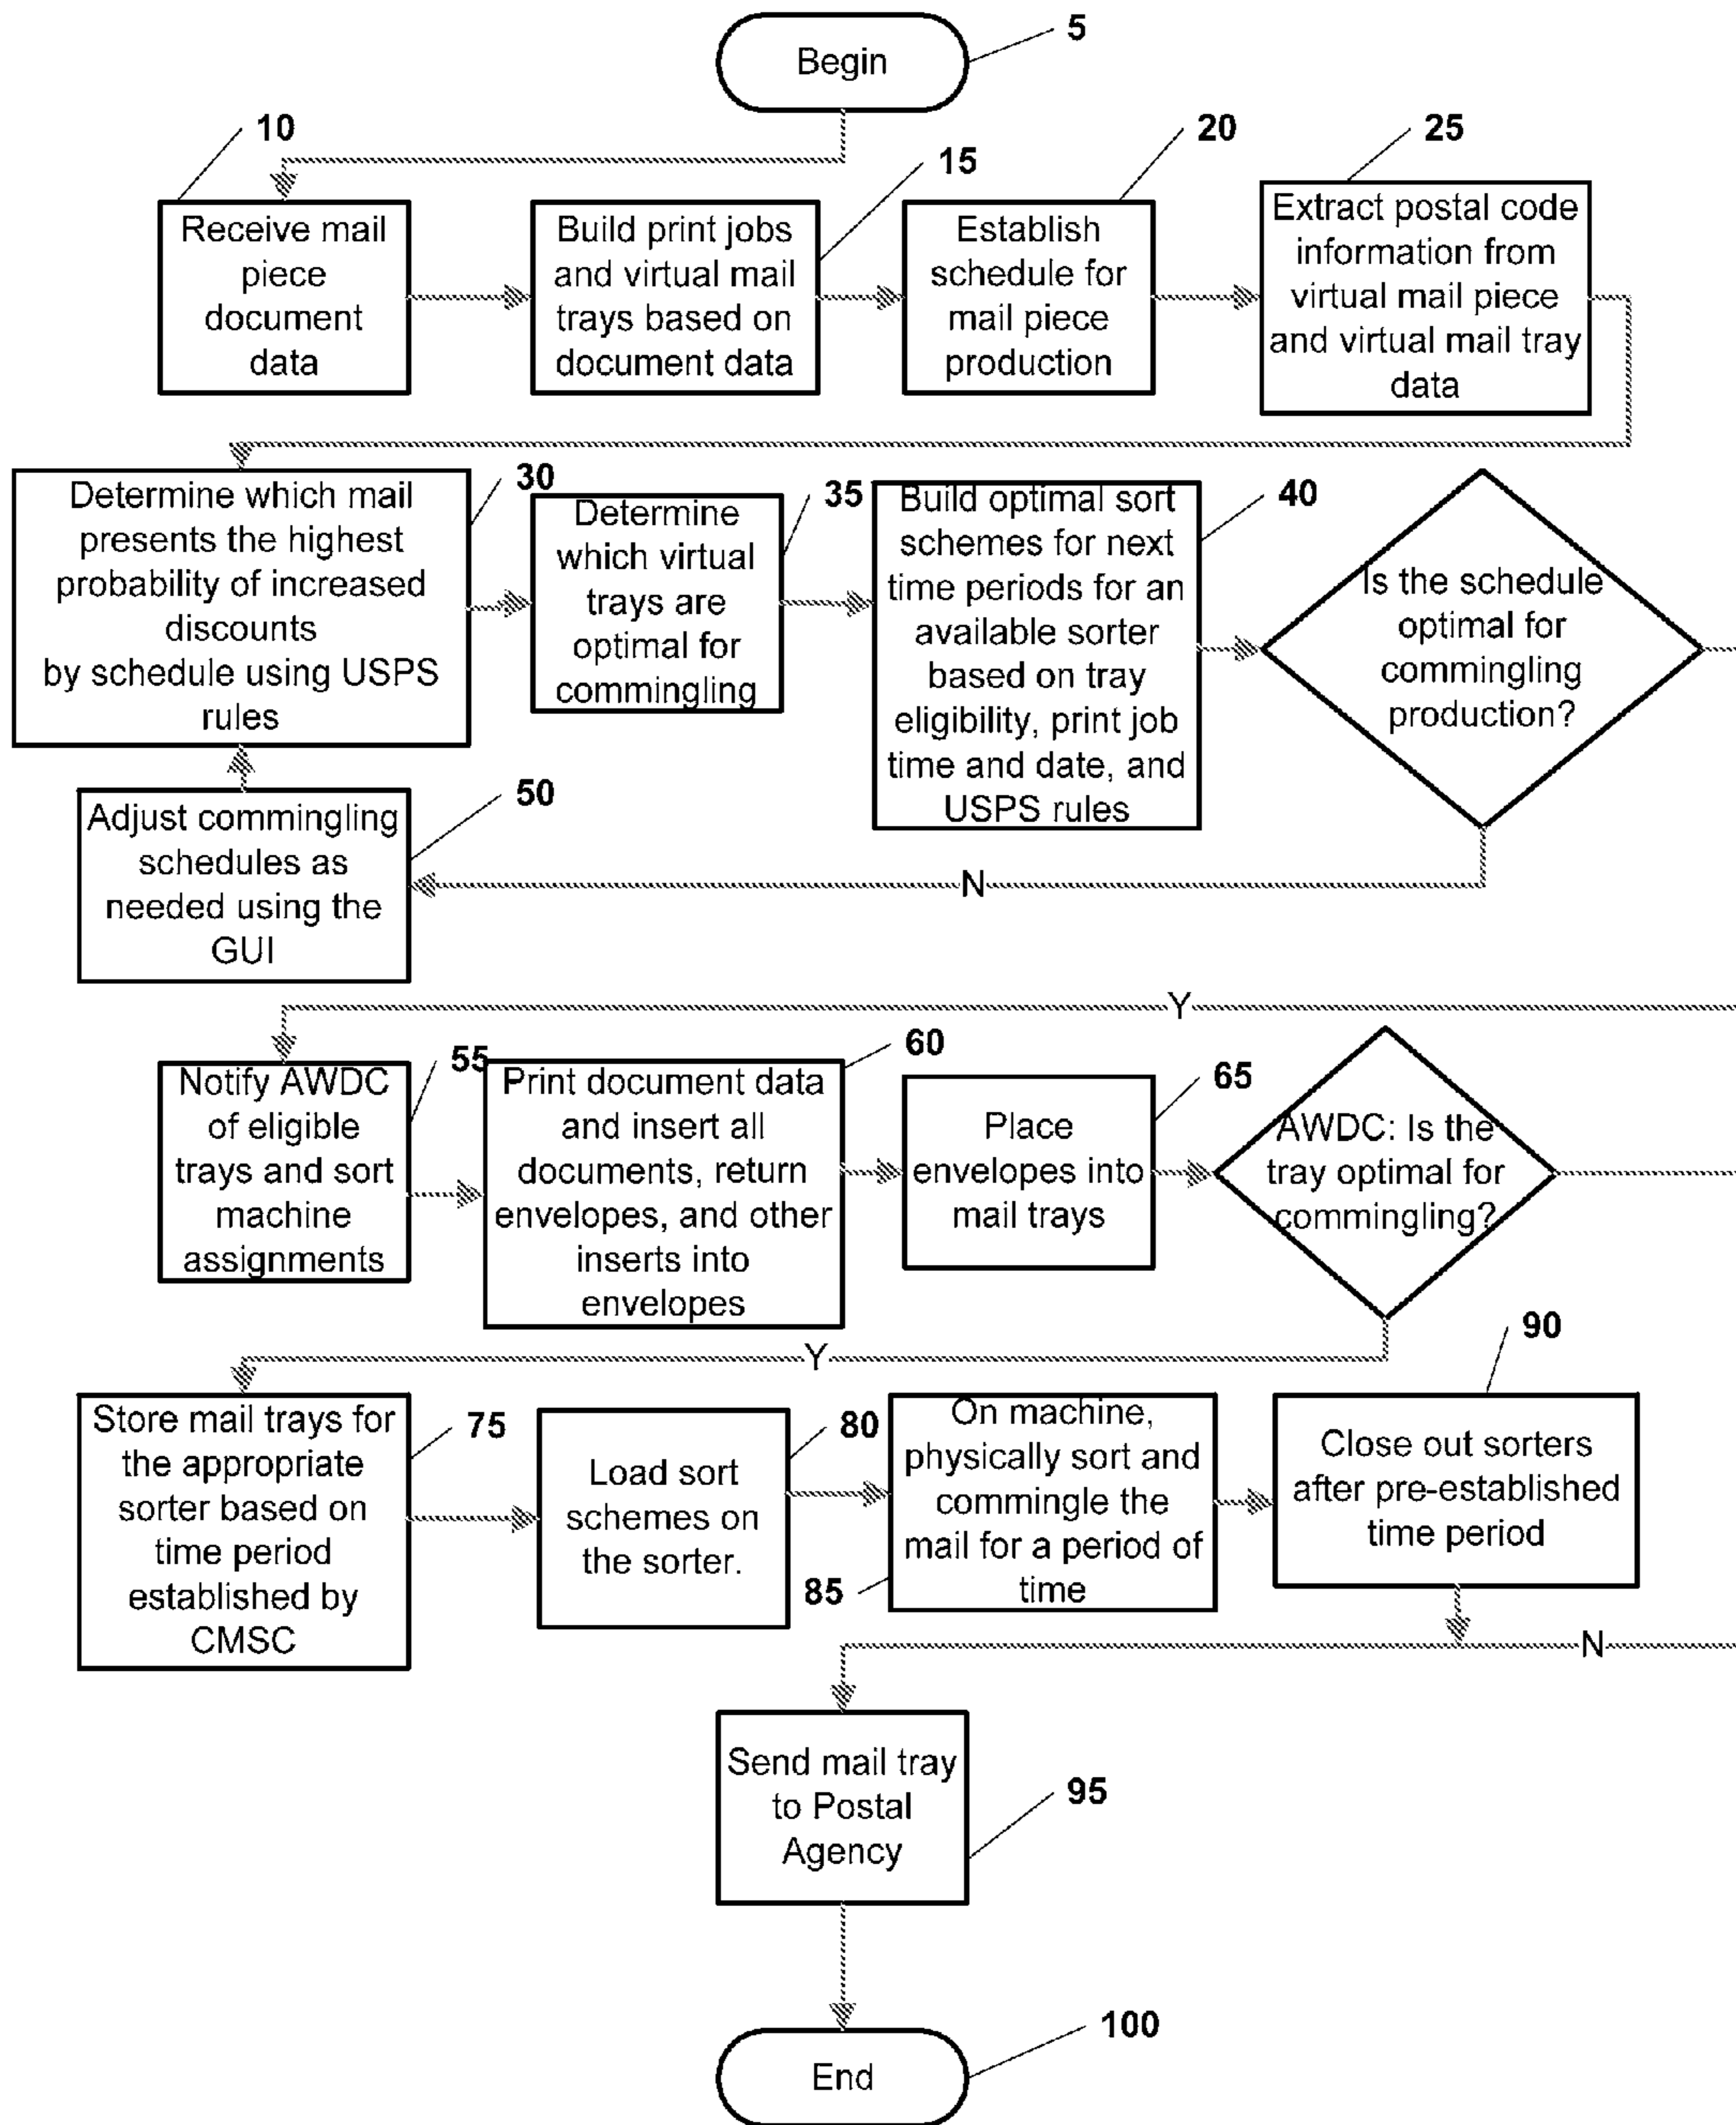 Begin
5
10
Receive mail
piece
document
data
15
Build print jobs
and virtual mail
trays based on
document data
20
Establish
schedule for
mail piece
production
25
Extract postal code
information from
virtual mail piece
and virtual mail tray
data
30
Determine which mail
presents the highest
probability of increased
discounts
by schedule using USPS
rules
35
Determine
which virtual
trays are
optimal for
commingling
40
Build optimal sort
schemes for next
time periods for an
available sorter
based on tray
eligibility, print job
time and date, and
USPS rules
Is the schedule
optimal for
commingling
production?
50
Adjust commingling
schedules as
needed using the
GUI
N
Y
55
Notify AWDC
of eligible
trays and sort
machine
assignments
60
Print document data
and insert all
documents, return
envelopes, and other
inserts into
envelopes
65
Place
envelopes into
mail trays
AWDC: Is the
tray optimal for
commingling?
Y
75
Store mail trays for
the appropriate
sorter based on
time period
established by
CMSC
80
Load sort
schemes on
the sorter.
85
On machine,
physically sort and
commingle the
mail for a period of
time
90
Close out sorters
after pre-established
time period
N
Send mail tray
to Postal
Agency
95
End
100